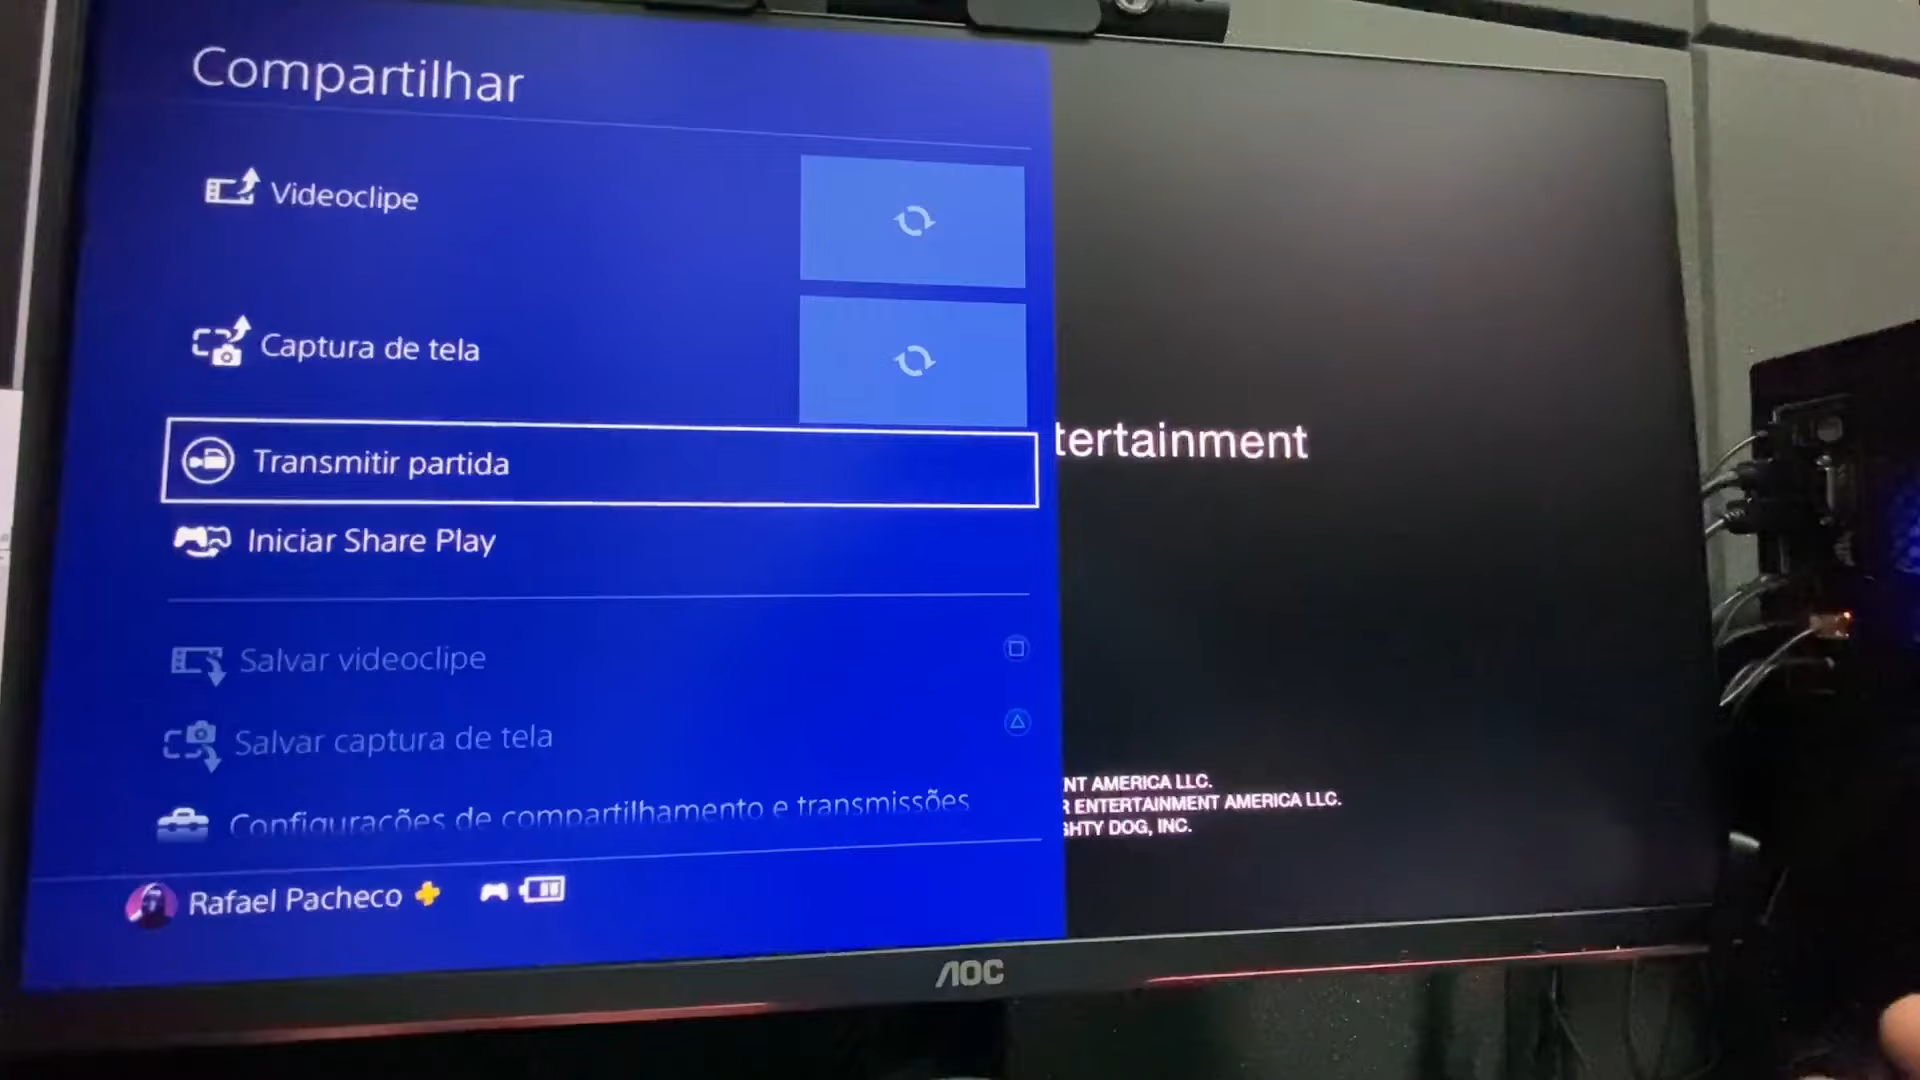 Compartilhar
Videoclipe
Captura de tela
Transmitir partida
Iniciar Share Play
Salvar videoclipe
Salvar captura de tela
Configurações de compartilhamento e transmissões
Rafael Pacheco
tertainment
NT AMERICA LLC.
R ENTERTAINMENT AMERICA LLC.
GHTY DOG, INC.
AOC